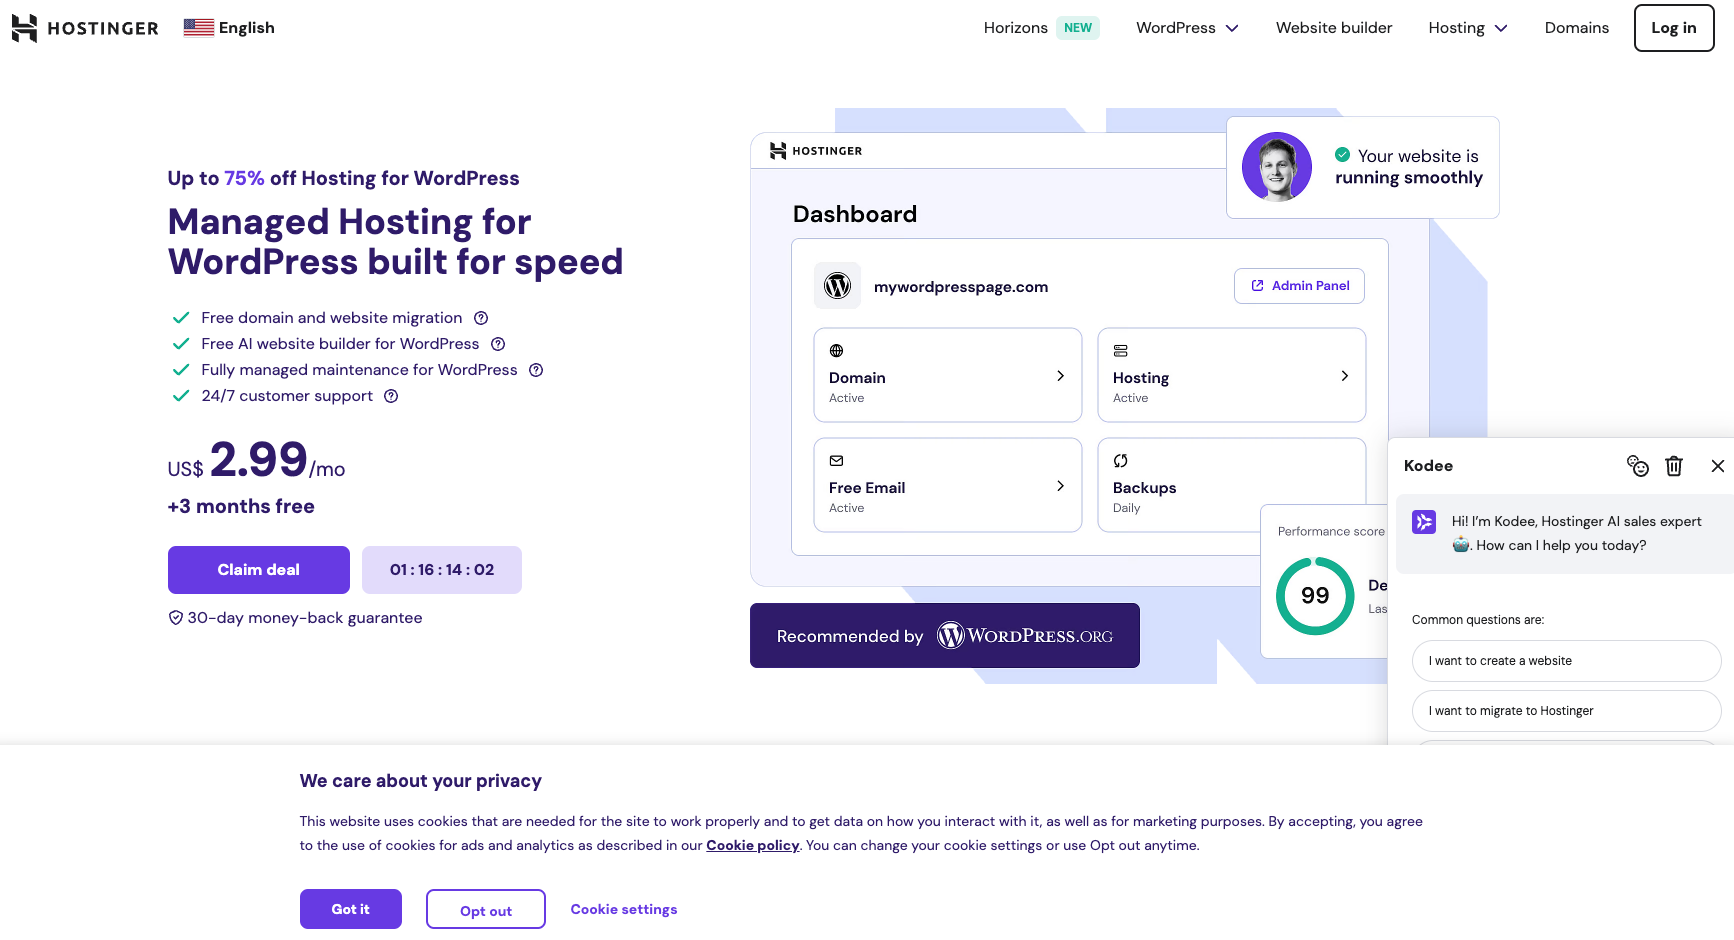 HOSTINGER
English
Horizons NEW
WordPress
Website builder
Hosting
Domains
Log in
Up to 75% off Hosting for WordPress
Managed Hosting for
WordPress built for speed
Free domain and website migration
Free AI website builder for WordPress
Fully managed maintenance for WordPress
24/7 customer support
US$ 2.99/mo
+3 months free
Claim deal
01 : 16 : 14 : 02
30-day money-back guarantee
HOSTINGER
Your website is
running smoothly
Dashboard
mywordpresspage.com
Admin Panel
Domain
Active
Hosting
Active
Free Email
Active
Backups
Daily
Performance score
99
De
Las
Recommended by WORDPRESS.ORG
Kodee
Hi! I'm Kodee, Hostinger AI sales expert
. How can I help you today?
Common questions are:
I want to create a website
I want to migrate to Hostinger
We care about your privacy
This website uses cookies that are needed for the site to work properly and to get data on how you interact with it, as well as for marketing purposes. By accepting, you agree
to the use of cookies for ads and analytics as described in our Cookie policy. You can change your cookie settings or use Opt out anytime.
Got it
Opt out
Cookie settings